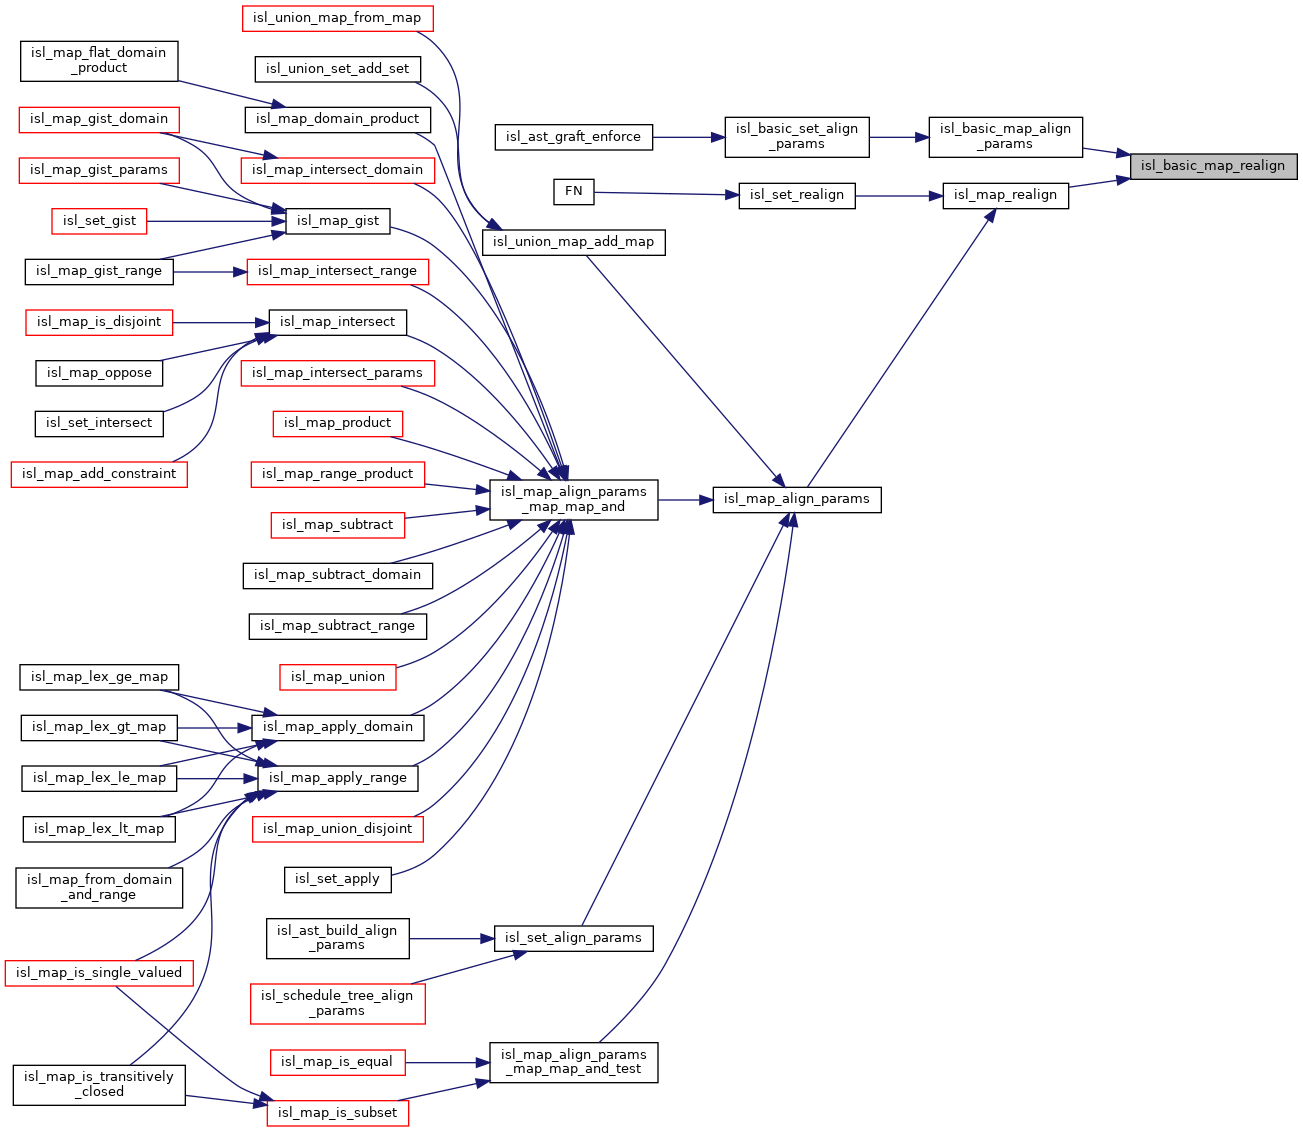 isl_union_map_from_map
isl_map_flat_domain
_product
isl_union_set_add_set
isl_map_gist_domain
isl_map_domain_product
isl_map_gist_params
isl_map_intersect_domain
isl_set_gist
isl_map_gist
isl_map_gist_range
isl_map_intersect_range
isl_map_is_disjoint
isl_map_intersect
isl_map_oppose
isl_map_intersect_params
isl_set_intersect
isl_map_product
isl_map_add_constraint
isl_map_range_product
isl_map_subtract
isl_map_subtract_domain
isl_map_subtract_range
isl_map_lex_ge_map
isl_map_union
isl_map_lex_gt_map
isl_map_apply_domain
isl_map_lex_le_map
isl_map_apply_range
isl_map_lex_lt_map
isl_map_union_disjoint
isl_map_from_domain
_and_range
isl_set_apply
isl_ast_build_align
_params
isl_map_is_single_valued
isl_schedule_tree_align
_params
isl_map_is_equal
isl_map_is_transitively
_closed
isl_map_is_subset
isl_ast_graft_enforce
FN
isl_union_map_add_map
isl_map_align_params
_map_map_and
isl_set_align_params
isl_map_align_params
_map_map_and_test
isl_basic_set_align
_params
isl_set_realign
isl_map_align_params
isl_basic_map_align
_params
isl_map_realign
isl_basic_map_realign